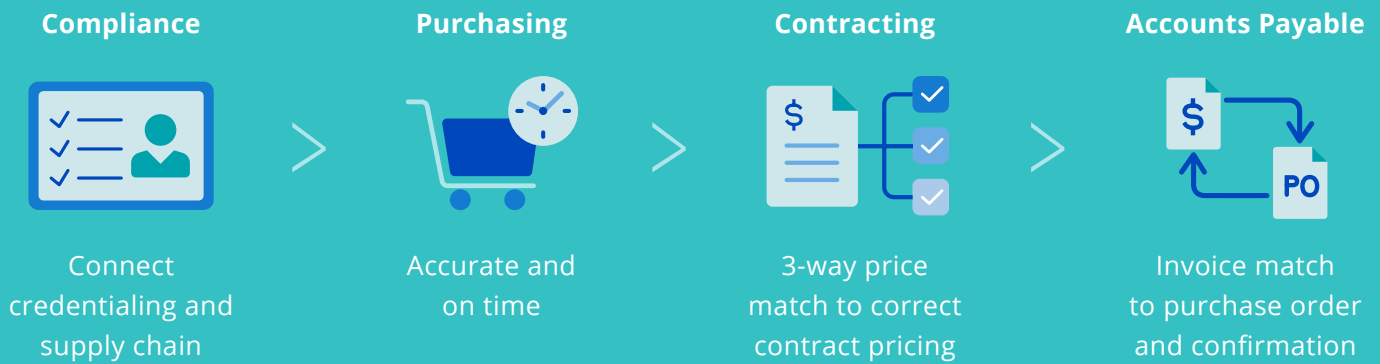 Compliance
Purchasing
Contracting
Accounts Payable
$
$
PO
Connect
credentialing and
supply chain
Accurate and
on time
3-way price
match to correct
contract pricing
Invoice match
to purchase order
and confirmation